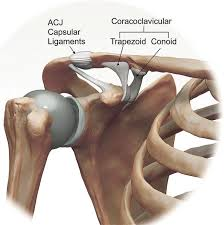 ACJ
Capsular
Ligaments
Coracoclavicular
Trapezoid Conoid